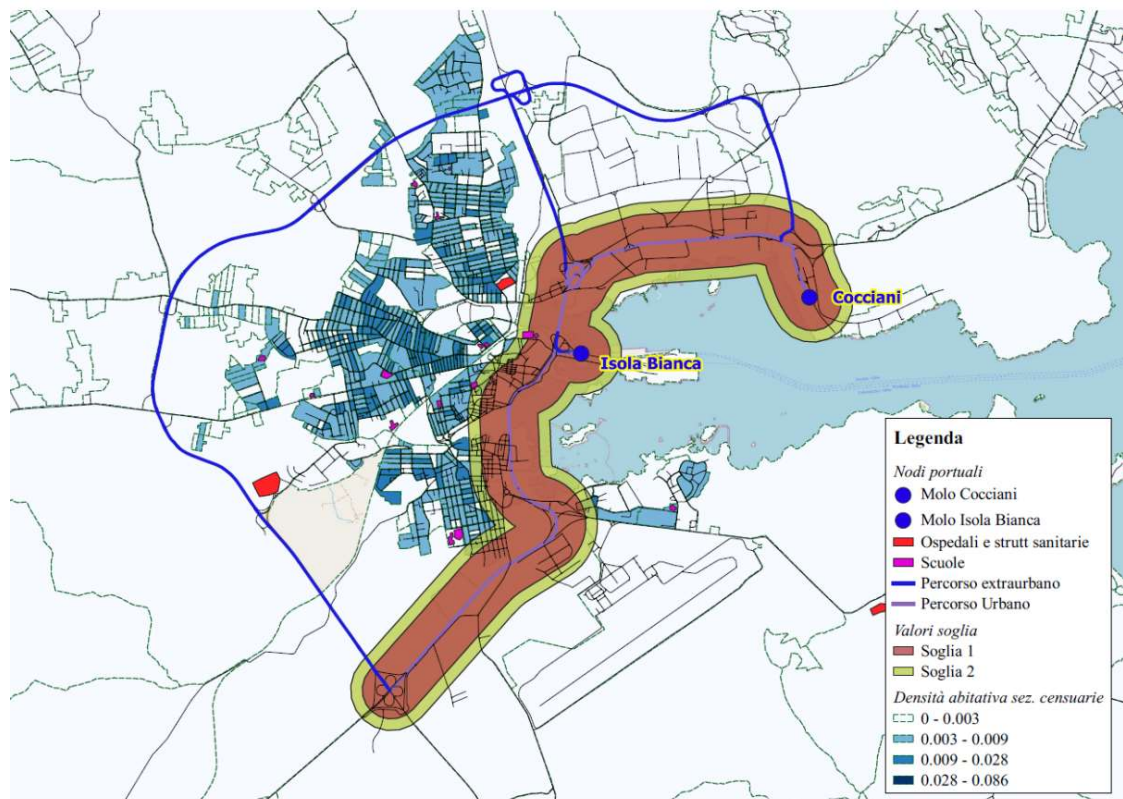 Cocciani
Isola Bianca
Legenda
Nodi portuali
Molo Cocciani
Molo Isola Bianca
Ospedali e strutt sanitarie
Scuole
Percorso extraurbano
Percorso Urbano
Valori soglia
Soglia 1
Soglia 2
Densità abitativa sez. censuarie
0 - 0.003
0.003 - 0.009
0.009 - 0.028
0.028 - 0.086